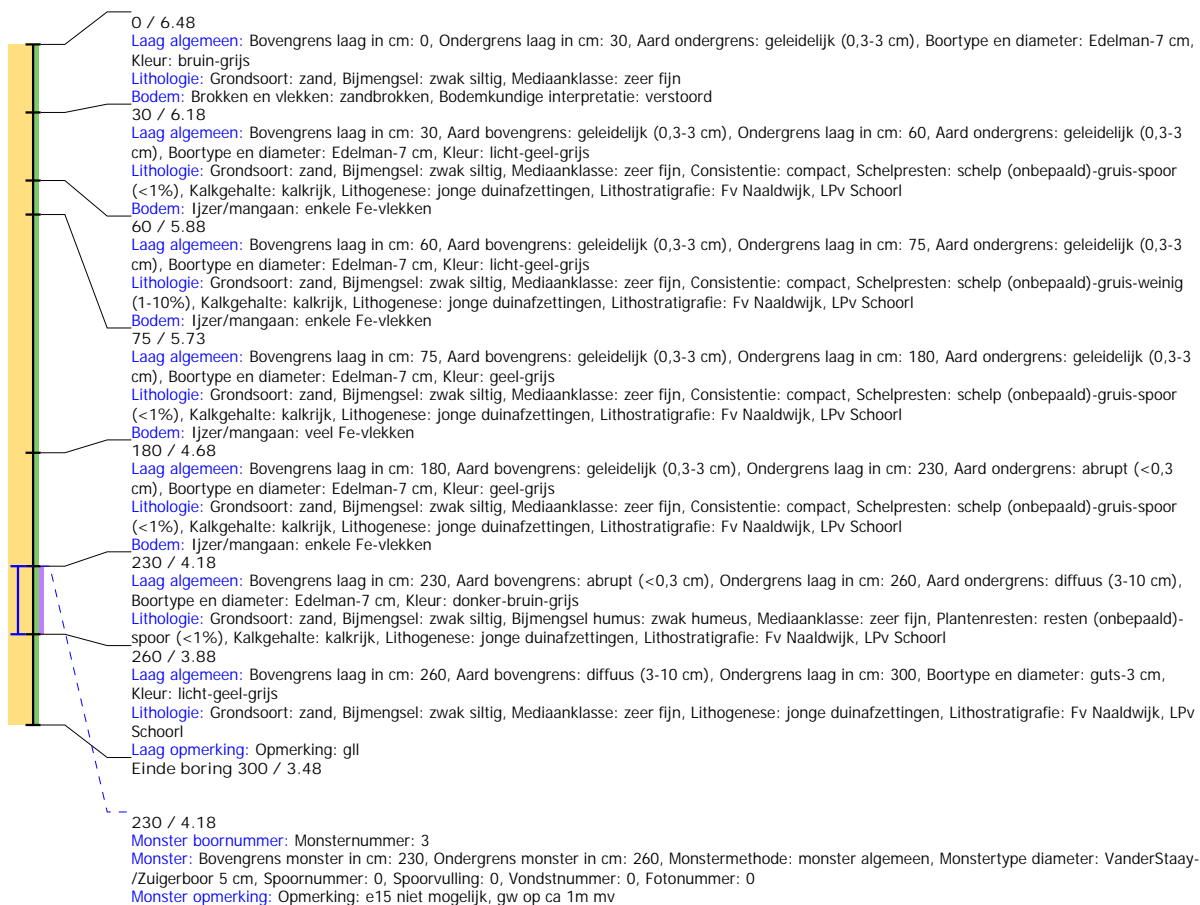 0 / 6.48
Laag algemeen: Bovengrens laag in cm: 0, Ondergrens laag in cm: 30, Aard ondergrens: geleidelijk (0,3-3 cm), Boortype en diameter: Edelman-7 cm,
Kleur: bruin-grijs
Lithologie: Grondsoort: zand, Bijmengsel: zwak siltig, Mediaanklasse: zeer fijn
Bodem: Brokken en vlekken: zandbrokken, Bodemkundige interpretatie: verstoord
30 / 6.18
Laag algemeen: Bovengrens laag in cm: 30, Aard bovengrens: geleidelijk (0,3-3 cm), Ondergrens laag in cm: 60, Aard ondergrens: geleidelijk (0,3-3
cm), Boortype en diameter: Edelman-7 cm, Kleur: licht-geel-grijs
Lithologie: Grondsoort: zand, Bijmengsel: zwak siltig, Mediaanklasse: zeer fijn, Consistentie: compact, Schelpresten: schelp (onbepaald)-gruis-spoor
(<1%), Kalkgehalte: kalkrijk, Lithogenese: jonge duinafzettingen, Lithostratigrafie: Fv Naaldwijk, LPv Schoorl
Bodem: Ijzer/mangaan: enkele Fe-vlekken
60 / 5.88
Laag algemeen: Bovengrens laag in cm: 60, Aard bovengrens: geleidelijk (0,3-3 cm), Ondergrens laag in cm: 75, Aard ondergrens: geleidelijk (0,3-3
cm), Boortype en diameter: Edelman-7 cm, Kleur: licht-geel-grijs
Lithologie: Grondsoort: zand, Bijmengsel: zwak siltig, Mediaanklasse: zeer fijn, Consistentie: compact, Schelpresten: schelp (onbepaald)-gruis-weinig
(1-10%), Kalkgehalte: kalkrijk, Lithogenese: jonge duinafzettingen, Lithostratigrafie: Fv Naaldwijk, LPv Schoorl
Bodem: Ijzer/mangaan: enkele Fe-vlekken
75 / 5.73
Laag algemeen: Bovengrens laag in cm: 75, Aard bovengrens: geleidelijk (0,3-3 cm), Ondergrens laag in cm: 180, Aard ondergrens: geleidelijk (0,3-3
cm), Boortype en diameter: Edelman-7 cm, Kleur: geel-grijs
Lithologie: Grondsoort: zand, Bijmengsel: zwak siltig, Mediaanklasse: zeer fijn, Consistentie: compact, Schelpresten: schelp (onbepaald)-gruis-spoor
(<1%), Kalkgehalte: kalkrijk, Lithogenese: jonge duinafzettingen, Lithostratigrafie: Fv Naaldwijk, LPv Schoorl
Bodem: Ijzer/mangaan: veel Fe-vlekken
180 / 4.68
Laag algemeen: Bovengrens laag in cm: 180, Aard bovengrens: geleidelijk (0,3-3 cm), Ondergrens laag in cm: 230, Aard ondergrens: abrupt (<0,3
cm), Boortype en diameter: Edelman-7 cm, Kleur: geel-grijs
Lithologie: Grondsoort: zand, Bijmengsel: zwak siltig, Mediaanklasse: zeer fijn, Consistentie: compact, Schelpresten: schelp (onbepaald)-gruis-spoor
(<1%), Kalkgehalte: kalkrijk, Lithogenese: jonge duinafzettingen, Lithostratigrafie: Fv Naaldwijk, LPv Schoorl
Bodem: Ijzer/mangaan: enkele Fe-vlekken
230 / 4.18
Laag algemeen: Bovengrens laag in cm: 230, Aard bovengrens: abrupt (<0,3 cm), Ondergrens laag in cm: 260, Aard ondergrens: diffuus (3-10 cm),
Boortype en diameter: Edelman-7 cm, Kleur: donker-bruin-grijs
Lithologie: Grondsoort: zand, Bijmengsel: zwak siltig, Bijmengsel humus: zwak humeus, Mediaanklasse: zeer fijn, Plantenresten: resten (onbepaald)-
spoor (<1%), Kalkgehalte: kalkrijk, Lithogenese: jonge duinafzettingen, Lithostratigrafie: Fv Naaldwijk, LPv Schoorl
260 / 3.88
Laag algemeen: Bovengrens laag in cm: 260, Aard bovengrens: diffuus (3-10 cm), Ondergrens laag in cm: 300, Boortype en diameter: guts-3 cm,
Kleur: licht-geel-grijs
Lithologie: Grondsoort: zand, Bijmengsel: zwak siltig, Mediaanklasse: zeer fijn, Lithogenese: jonge duinafzettingen, Lithostratigrafie: Fv Naaldwijk, LPv
Schoorl
Laag opmerking: Opmerking: gll
Einde boring 300 / 3.48
230 / 4.18
Monster boornummer: Monsternummer: 3
Monster: Bovengrens monster in cm: 230, Ondergrens monster in cm: 260, Monstermethode: monster algemeen, Monstertype diameter: VanderStaay-
/Zuigerboor 5 cm, Spoornummer: 0, Spoorvulling: 0, Vondstnummer: 0, Fotonummer: 0
Monster opmerking: Opmerking: e15 niet mogelijk, gw op ca 1m mv